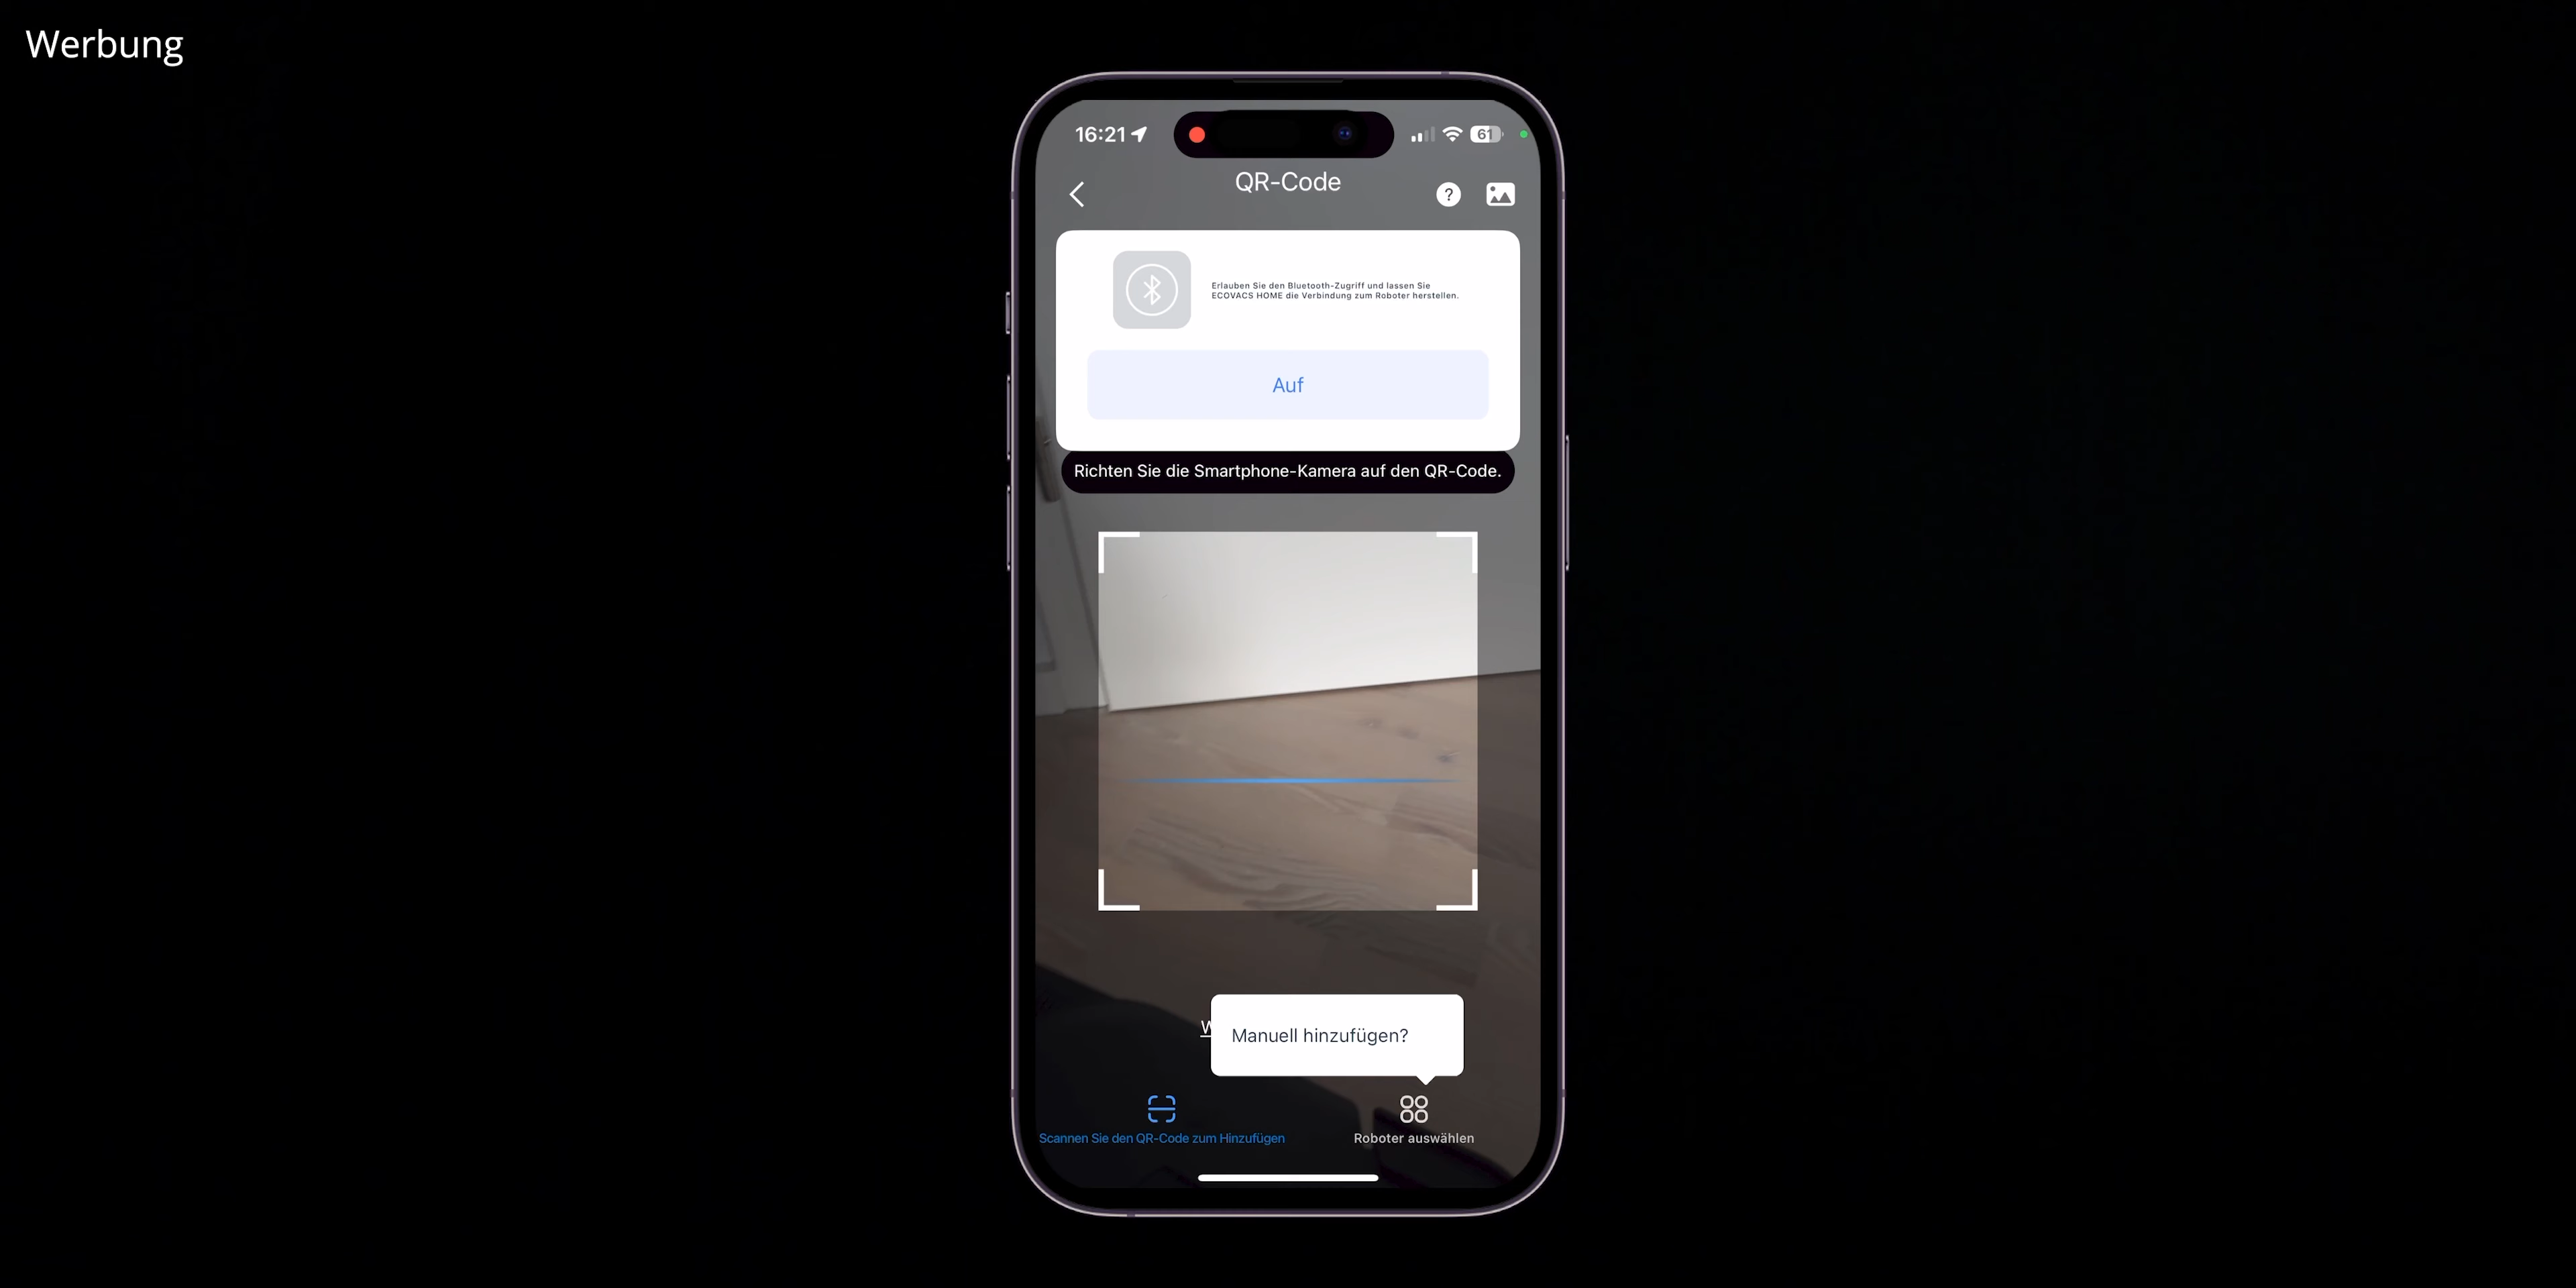 Werbung
16:21
61
QR-Code
?
Erlauben Sie den Bluetooth-Zugriff und lassen Sie
ECOVACS HOME die Verbindung zum Roboter herstellen.
Auf
Richten Sie die Smartphone-Kamera auf den QR-Code.
Manuell hinzufügen?
Scannen Sie den QR-Code zum Hinzufügen
Roboter auswählen